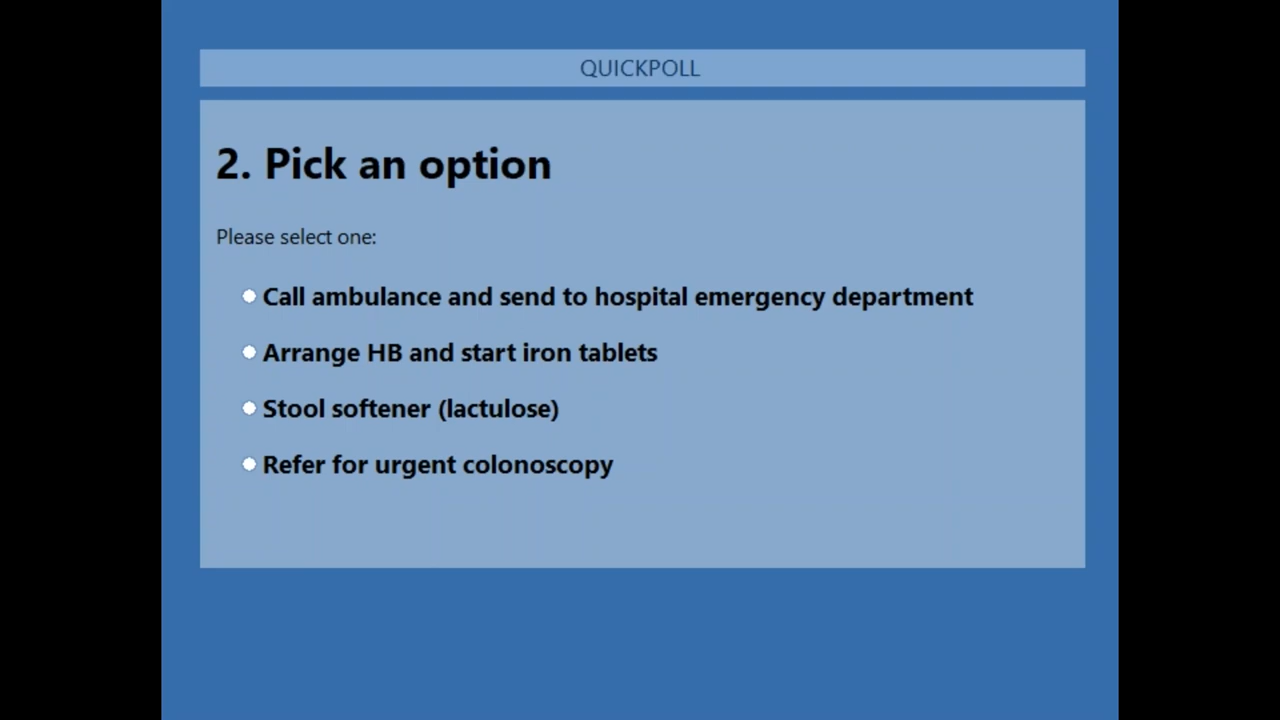 QUICKPOLL
2. Pick an option
Please select one:
Call ambulance and send to hospital emergency department
Arrange HB and start iron tablets
Stool softener (lactulose)
Refer for urgent colonoscopy